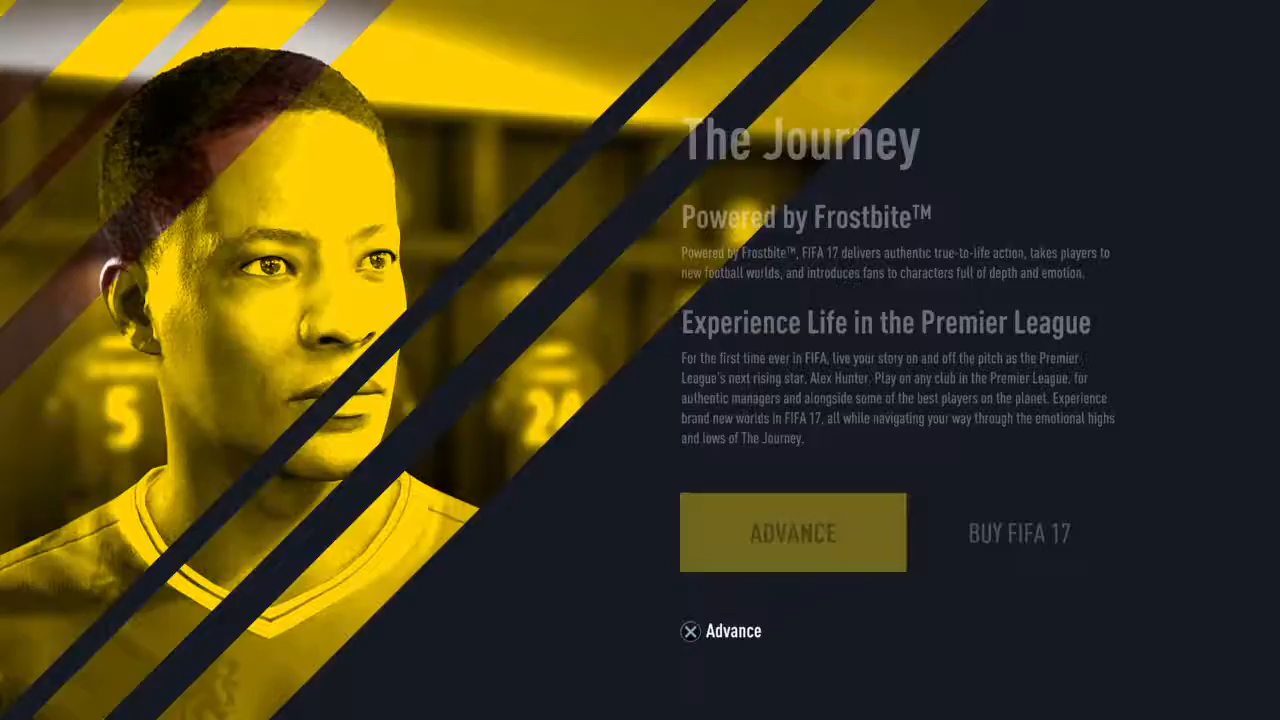 The Journey
Powered by Frostbite™
Powered by Frostbite™, FIFA 17 delivers authentic true-to-life action, takes players to
new football worlds, and introduces fans to characters full of depth and emotion.
Experience Life in the Premier League
For the first time ever in FIFA, live your story on and off the pitch as the Premier
League's next rising star, Alex Hunter. Play on any club in the Premier League, for
authentic managers and alongside some of the best players on the planet. Experience
brand new worlds in FIFA 17, all while navigating your way through the emotional highs
and lows of The Journey.
5
24
ADVANCE
BUY FIFA 17
Advance